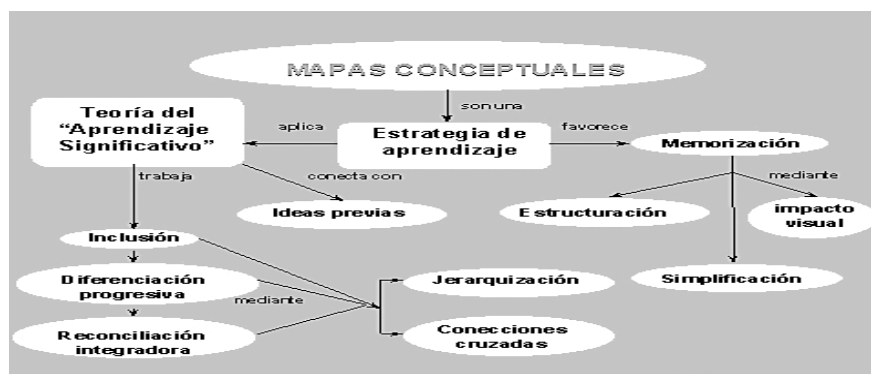 MAPAS CONCEPTUALES
son una
Teoría del
“Aprendizaje
Significativo”
aplica
Estrategia de
aprendizaje
favorece
Memorización
trabaja
conecta con
mediante
Ideas previas
Estructuración
impacto
visual
Inclusión
Diferenciación
progresiva
mediante
Jerarquización
Simplificación
Reconciliación
integradora
Conecciones
cruzadas